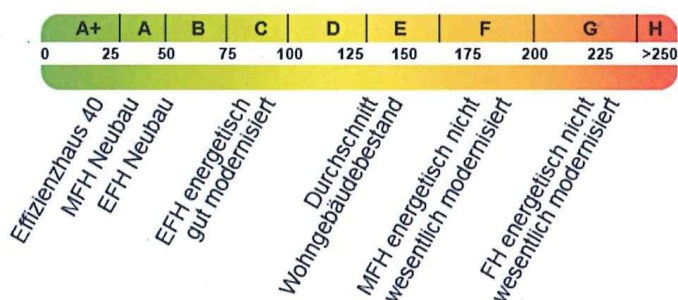 A+ A B C D E F G H
0 25 50 75 100 125 150 175 200 225 >250
Effizienzhaus 40
MFH Neubau
EFH Neubau
EFH energetisch
gut modernisiert
Durchschnitt
Wohngebäudebestand
MFH energetisch nicht
wesentlich modernisiert
FH energetisch nicht
wesentlich modernisiert